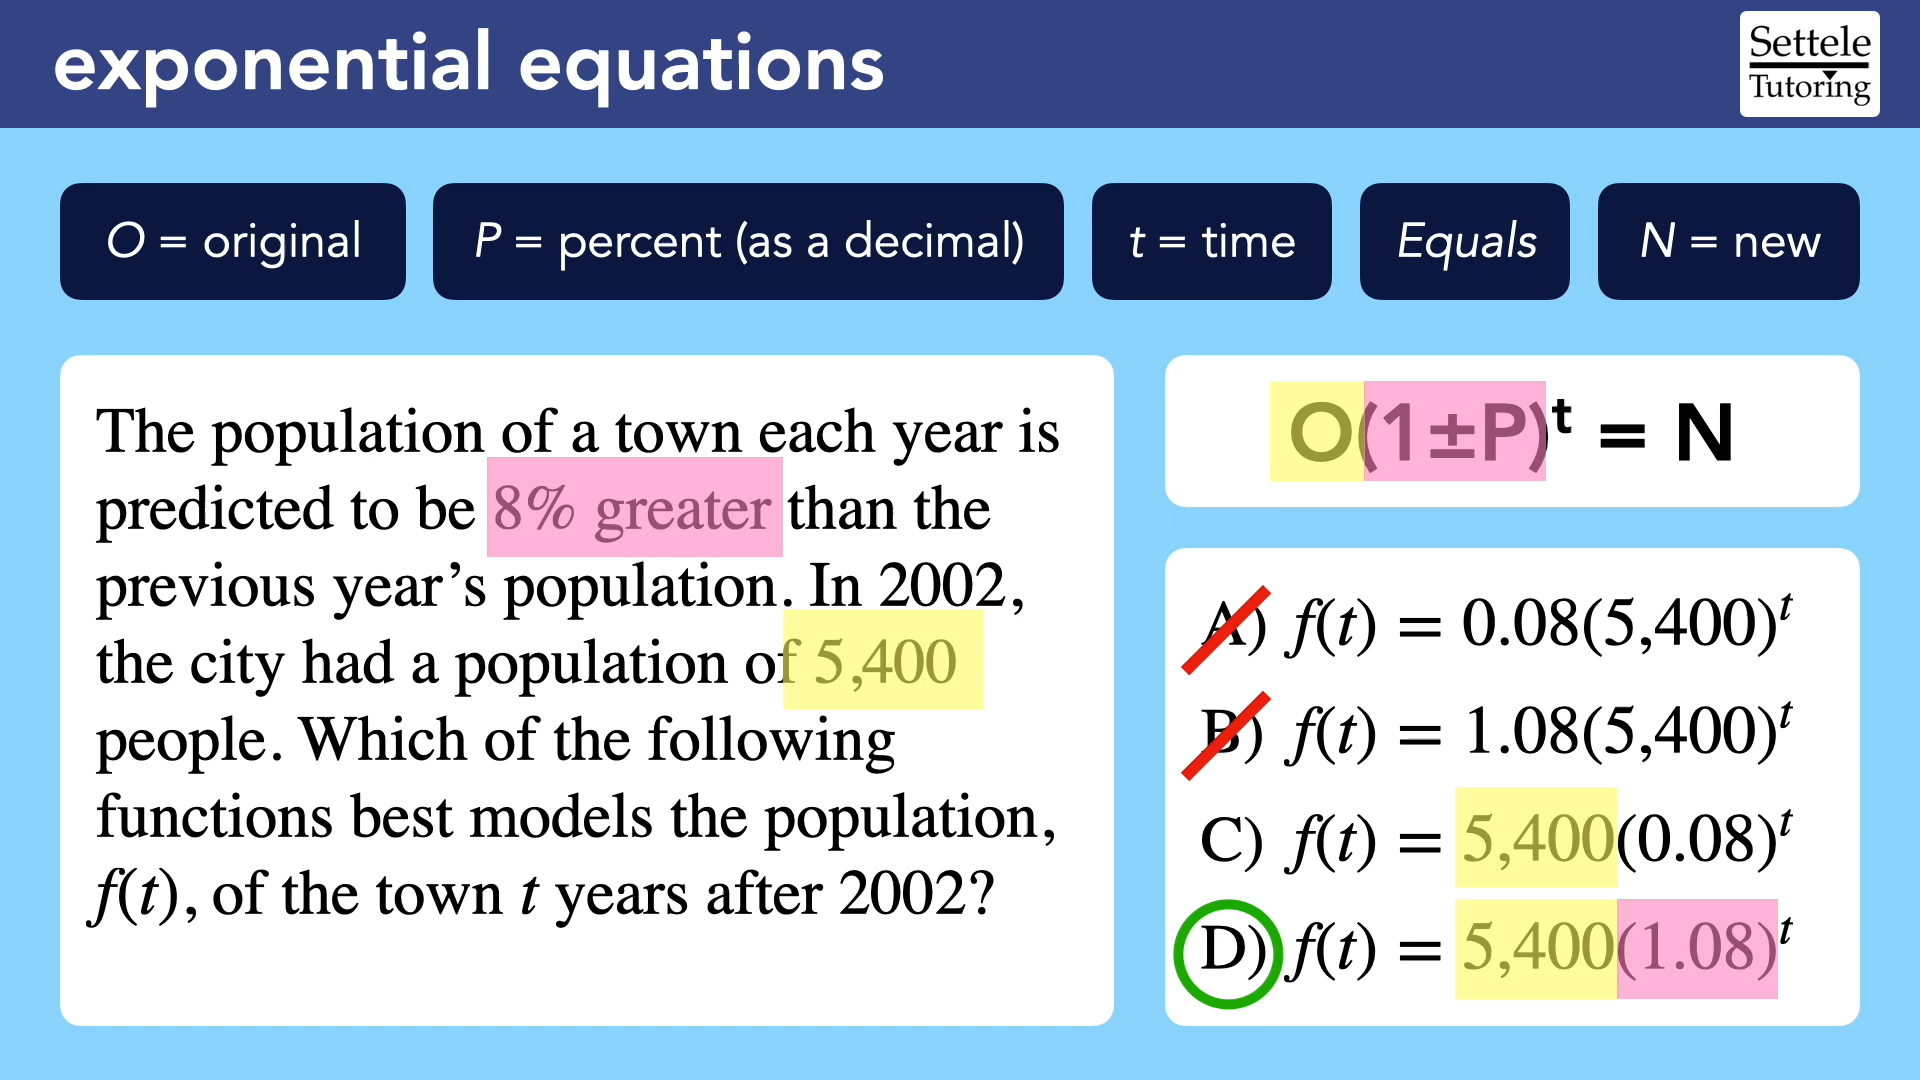 exponential equations
Settele
Tutoring
O = original
P = percent (as a decimal)
t = time
Equals
N = new
The population of a town each year is
predicted to be 8% greater than the
previous year’s population. In 2002,
the city had a population of 5,400
people. Which of the following
functions best models the population,
f(t), of the town t years after 2002?
O(1±P)ᵗ = N
A) f(t) = 0.08(5,400)ᵗ
B) f(t) = 1.08(5,400)ᵗ
C) f(t) = 5,400(0.08)ᵗ
D) f(t) = 5,400(1.08)ᵗ